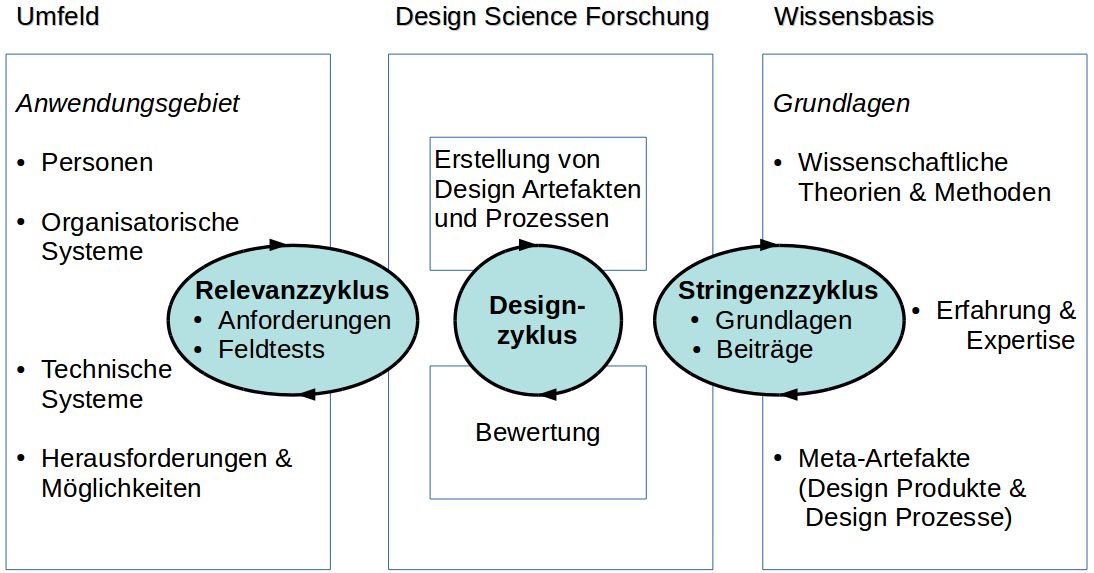 Umfeld
Anwendungsgebiet
• Personen
• Organisatorische
Systeme
• Technische
Systeme
• Herausforderungen &
Möglichkeiten
Relevanzzyklus
• Anforderungen
• Feldtests
Design Science Forschung
Erstellung von
Design Artefakten
und Prozessen
Design-
zyklus
Bewertung
Stringenzzyklus
• Grundlagen
• Beiträge
Wissensbasis
Grundlagen
• Wissenschaftliche
Theorien & Methoden
• Erfahrung &
Expertise
• Meta-Artefakte
(Design Produkte &
Design Prozesse)